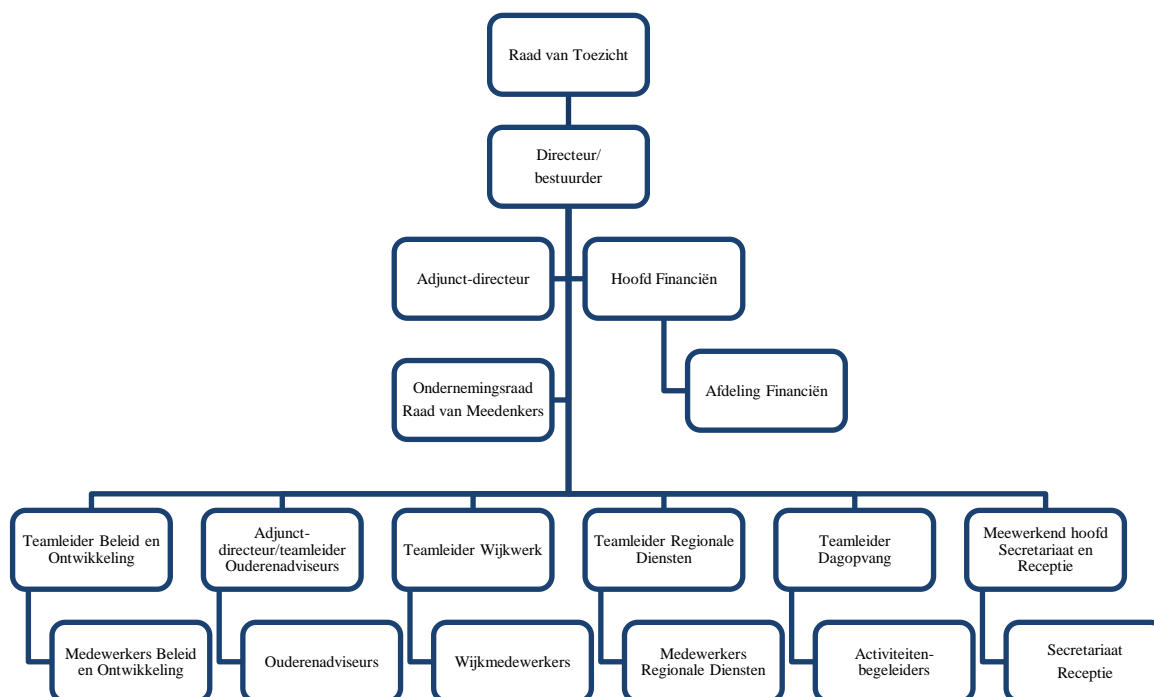 Raad van Toezicht
Directeur/
bestuurder
Adjunct-directeur
Hoofd Financiën
Ondernemingsraad
Raad van Meedenkers
Afdeling Financiën
Teamleider Beleid en
Ontwikkeling
Adjunct-
directeur/teamleider
Ouderenadviseurs
Teamleider Wijkwerk
Teamleider Regionale
Diensten
Teamleider
Dagopvang
Meewerkend hoofd
Secretariaat en
Receptie
Medewerkers Beleid
en Ontwikkeling
Ouderenadviseurs
Wijkmedewerkers
Medewerkers
Regionale Diensten
Activiteiten-
begeleiders
Secretariaat
Receptie